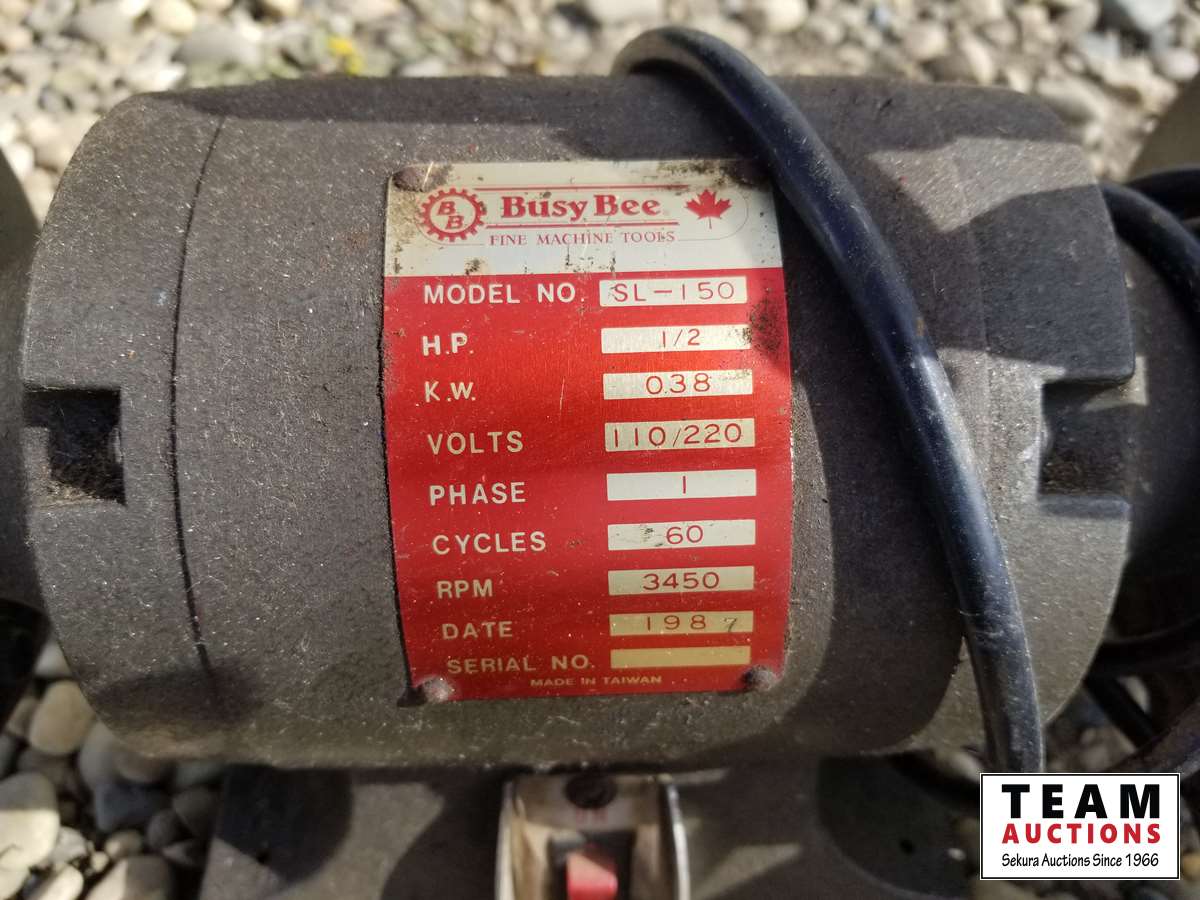 BB Busy Bee®
FINE MACHINE TOOLS
MODEL NO. SL-150
H.P. 1/2
K.W. 0.38
VOLTS 110/220
PHASE 1
CYCLES 60
RPM 3450
DATE 1987
SERIAL NO.
MADE IN TAIWAN
TEAM
AUCTIONS
Sekura Auctions Since 1966